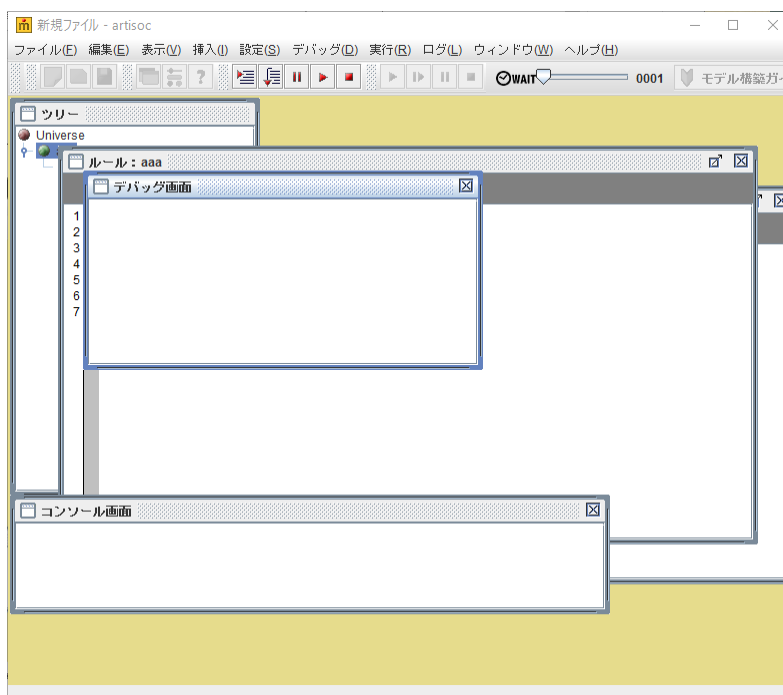 新規ファイル - artisoc
ファイル(F) 編集(E) 表示(V) 挿入(I) 設定(S) デバッグ(D) 実行(R) ログ(L) ウィンドウ(W) ヘルプ(H)
? WAIT 0001 モデル構築ガ
ツリー
Universe
ルール : aaa
デバッグ画面
1
2
3
4
5
6
7
コンソール画面